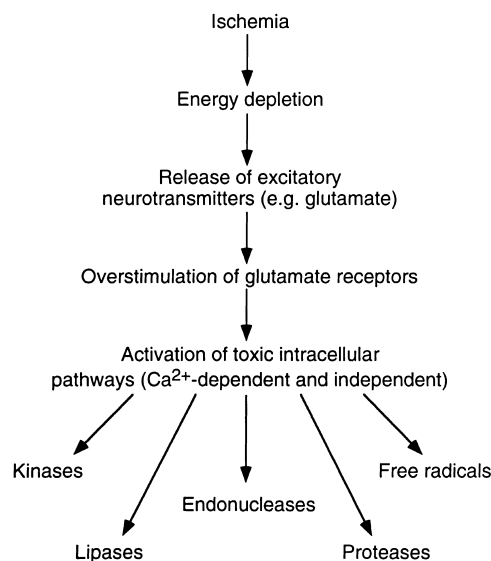 Ischemia
Energy depletion
Release of excitatory
neurotransmitters (e.g. glutamate)
Overstimulation of glutamate receptors
Activation of toxic intracellular
pathways (Ca2+-dependent and independent)
Kinases
Free radicals
Endonucleases
Lipases
Proteases